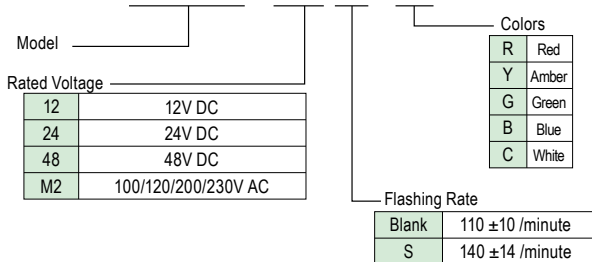 Colors
Model
R Red
Y Amber
G Green
B Blue
C White
Rated Voltage
12 12V DC
24 24V DC
48 48V DC
M2 100/120/200/230V AC
Flashing Rate
Blank 110 ±10 /minute
S 140 ±14 /minute